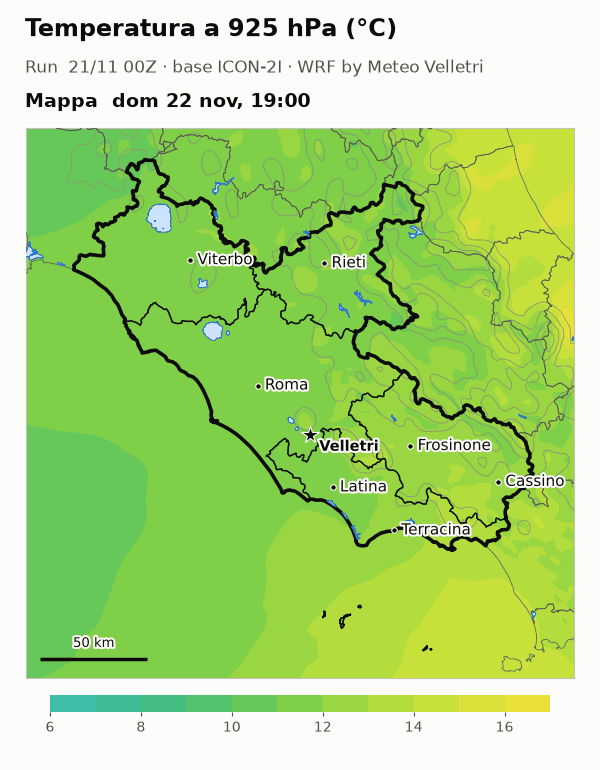 Temperatura a 925 hPa (°C)
Run  21/11 00Z · base ICON-2I · WRF by Meteo Velletri
Mappa  dom 22 nov, 19:00
Viterbo
Rieti
Roma
Velletri
Frosinone
Cassino
Latina
Terracina
50 km
6 8 10 12 14 16